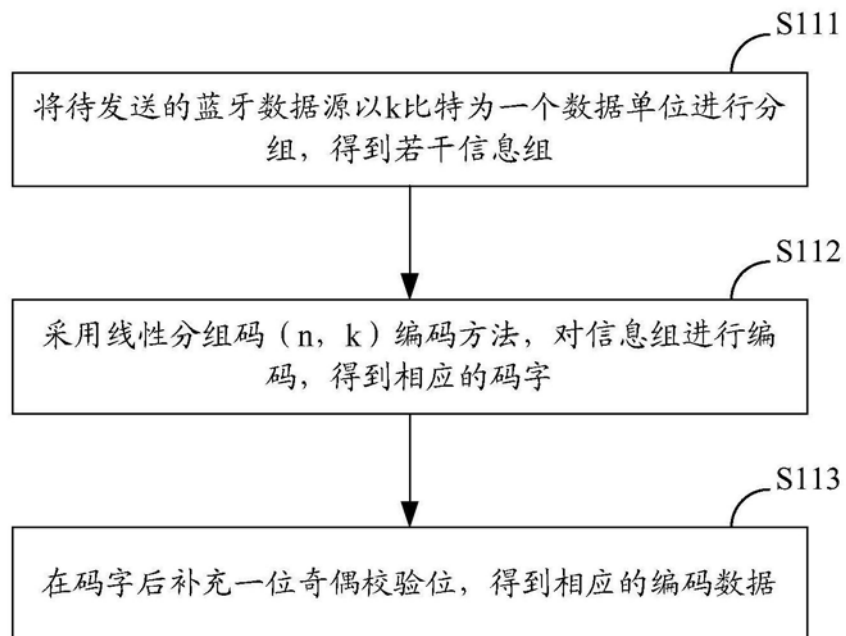 S111
将待发送的蓝牙数据源以k比特为一个数据单位进行分
组，得到若干信息组
S112
采用线性分组码（n，k）编码方法，对信息组进行编
码，得到相应的码字
S113
在码字后补充一位奇偶校验位，得到相应的编码数据